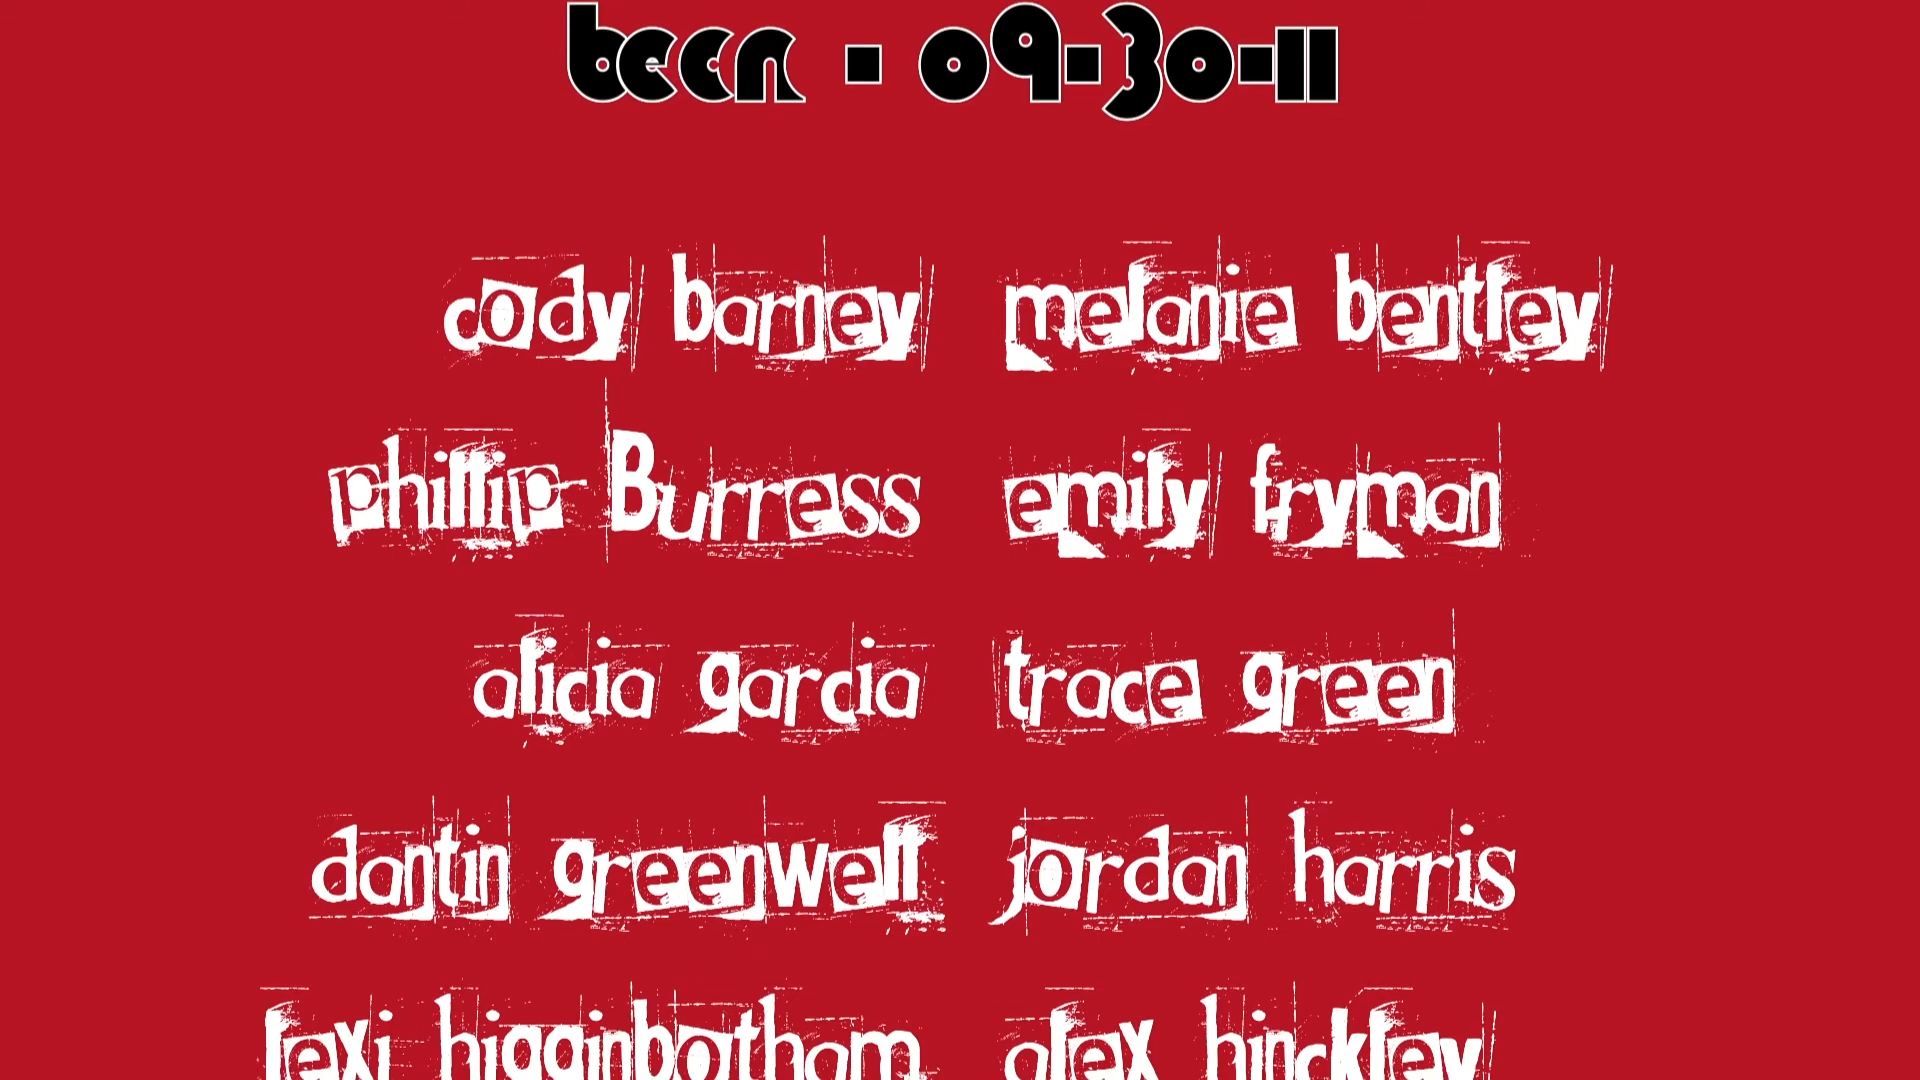 becn - 09-30-11
cody barney melanie bentley
phillip Burress emily fryman
alicia garcia trace green
dantin greenwell jordan harris
lexi higginbotham alex hinckley